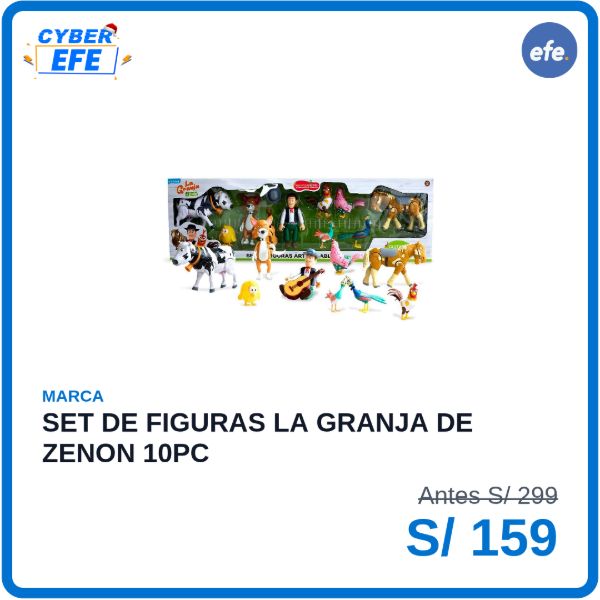 CYBER
EFE
efe.
La
Granja
MARCA
SET DE FIGURAS LA GRANJA DE
ZENON 10PC
Antes S/ 299
S/ 159